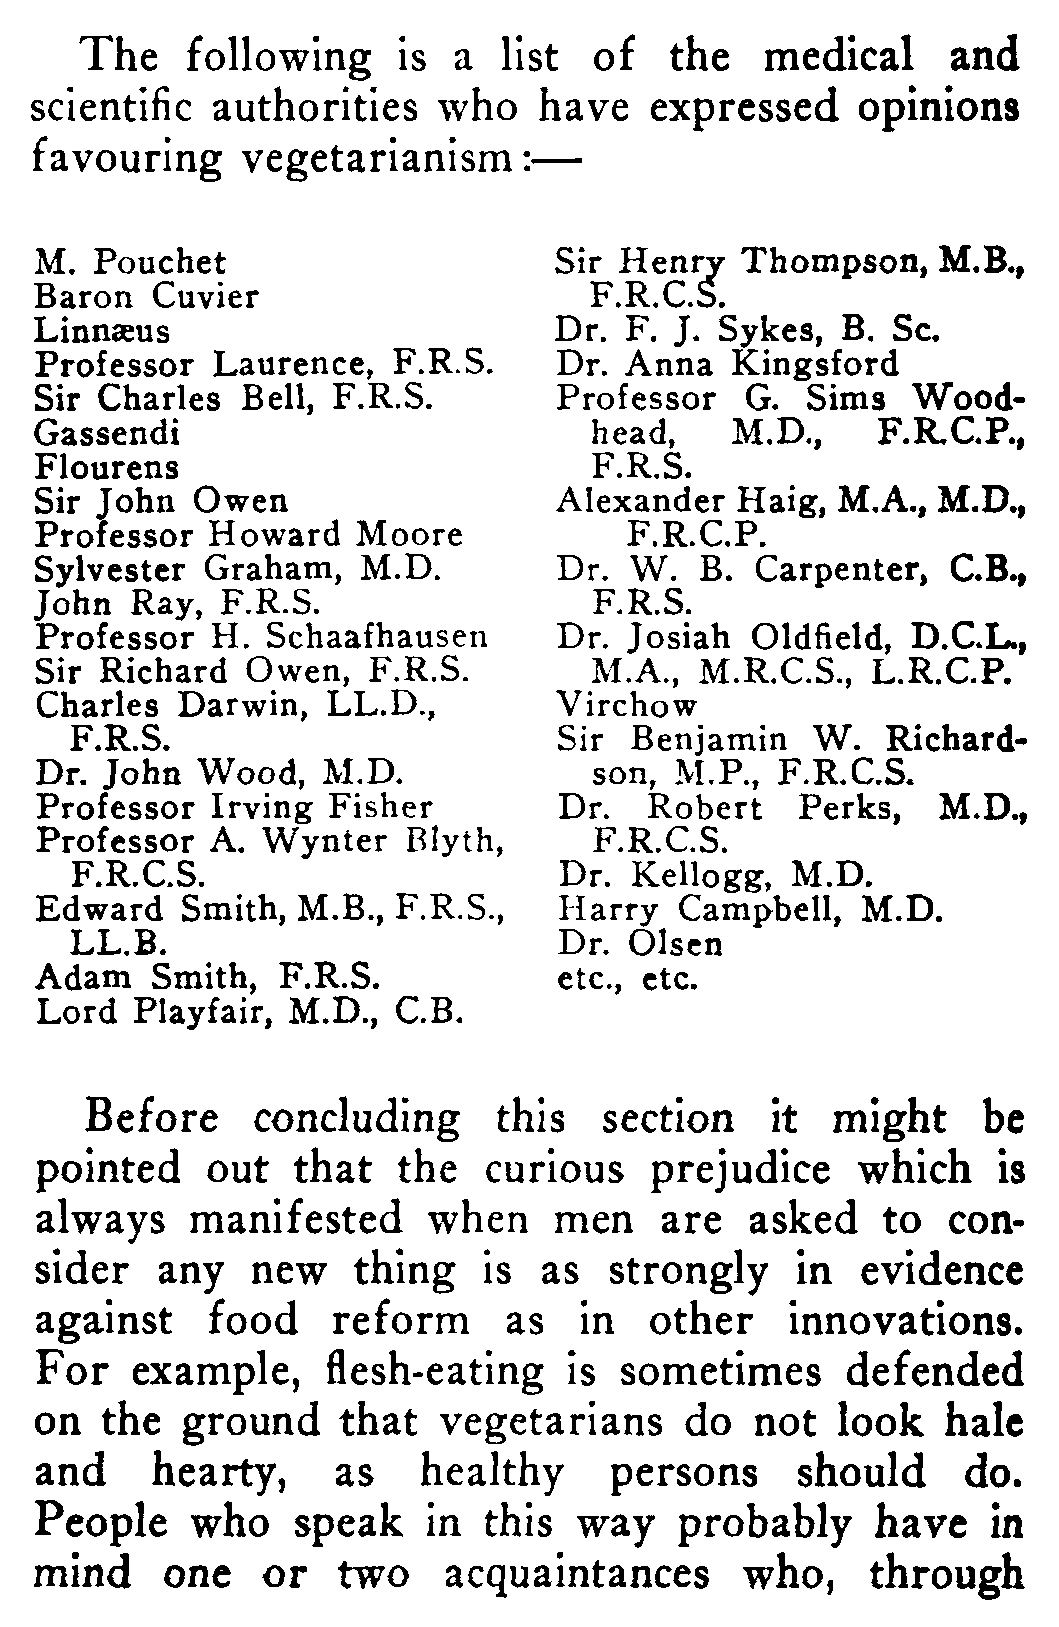 The following is a list of the medical and
scientific authorities who have expressed opinions
favouring vegetarianism:—
M. Pouchet
Baron Cuvier
Linnæus
Professor Laurence, F.R.S.
Sir Charles Bell, F.R.S.
Gassendi
Flourens
Sir John Owen
Professor Howard Moore
Sylvester Graham, M.D.
John Ray, F.R.S.
Professor H. Schaafhausen
Sir Richard Owen, F.R.S.
Charles Darwin, LL.D.,
F.R.S.
Dr. John Wood, M.D.
Professor Irving Fisher
Professor A. Wynter Blyth,
F.R.C.S.
Edward Smith, M.B., F.R.S.,
LL.B.
Adam Smith, F.R.S.
Lord Playfair, M.D., C.B.
Sir Henry Thompson, M.B.,
F.R.C.S.
Dr. F. J. Sykes, B. Sc.
Dr. Anna Kingsford
Professor G. Sims Wood-
head, M.D., F.R.C.P.,
F.R.S.
Alexander Haig, M.A., M.D.,
F.R.C.P.
Dr. W. B. Carpenter, C.B.,
F.R.S.
Dr. Josiah Oldfield, D.C.L.,
M.A., M.R.C.S., L.R.C.P.
Virchow
Sir Benjamin W. Richard-
son, M.P., F.R.C.S.
Dr. Robert Perks, M.D.,
F.R.C.S.
Dr. Kellogg, M.D.
Harry Campbell, M.D.
Dr. Olsen
etc., etc.
Before concluding this section it might be
pointed out that the curious prejudice which is
always manifested when men are asked to con-
sider any new thing is as strongly in evidence
against food reform as in other innovations.
For example, flesh-eating is sometimes defended
on the ground that vegetarians do not look hale
and hearty, as healthy persons should do.
People who speak in this way probably have in
mind one or two acquaintances who, through